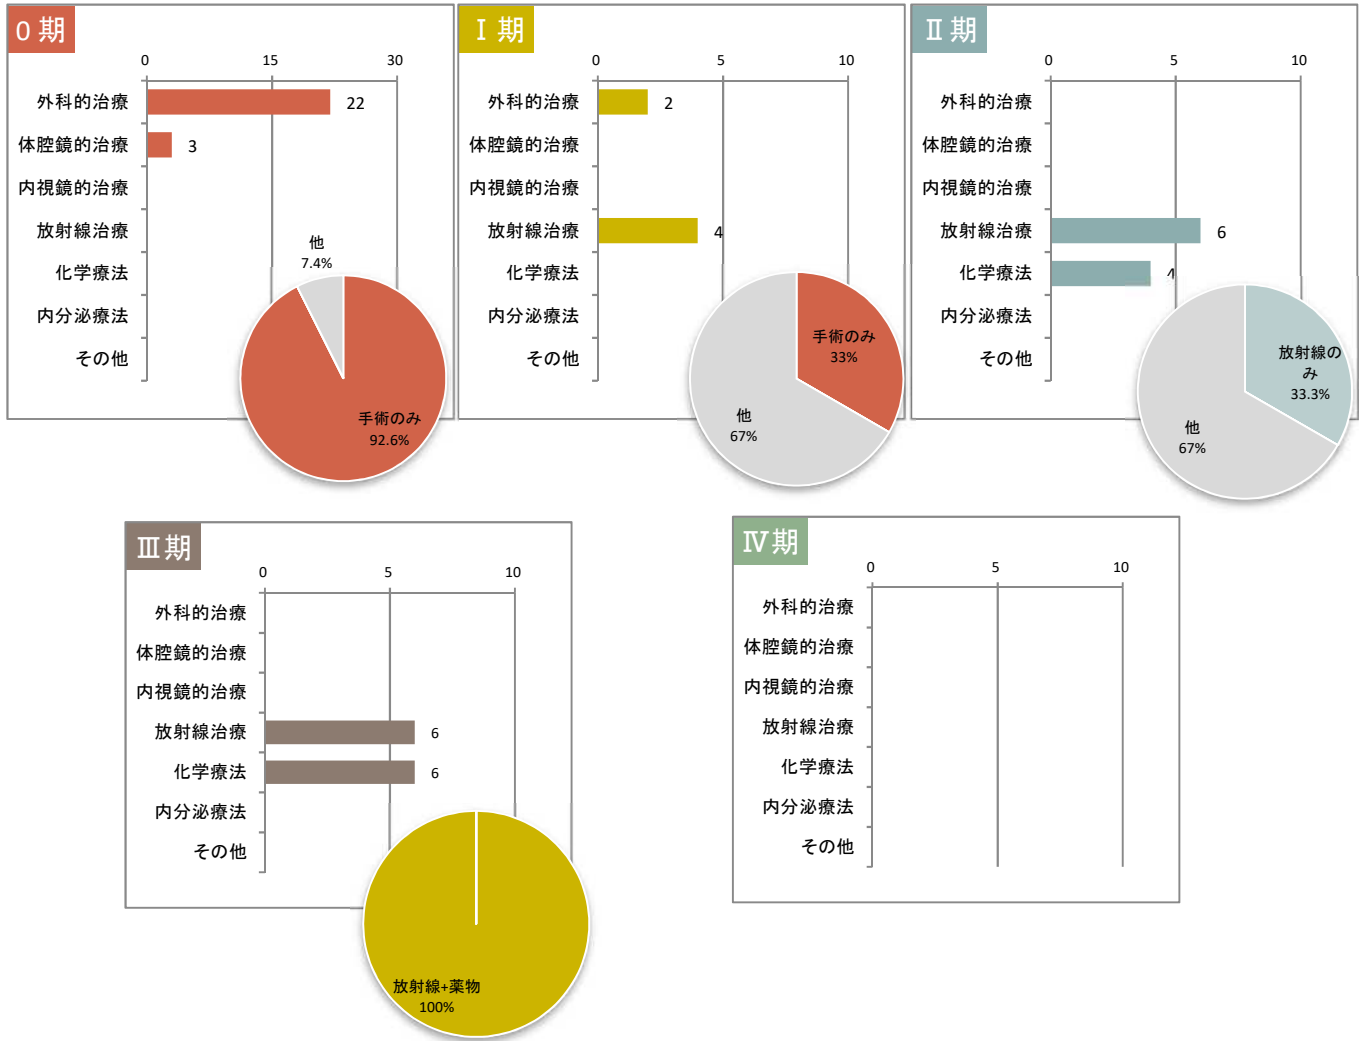 0 期
0 15 30
外科的治療 22
体腔鏡的治療 3
内視鏡的治療
放射線治療
化学療法
内分泌療法
その他
他
7.4%
手術のみ
92.6%
Ⅰ 期
0 5 10
外科的治療 2
体腔鏡的治療
内視鏡的治療
放射線治療 4
化学療法
内分泌療法
その他
手術のみ
33%
他
67%
Ⅱ 期
0 5 10
外科的治療
体腔鏡的治療
内視鏡的治療
放射線治療 6
化学療法 4
内分泌療法
その他
放射線の
み
33.3%
他
67%
Ⅲ 期
0 5 10
外科的治療
体腔鏡的治療
内視鏡的治療
放射線治療 6
化学療法 6
内分泌療法
その他
放射線+薬物
100%
Ⅳ 期
0 5 10
外科的治療
体腔鏡的治療
内視鏡的治療
放射線治療
化学療法
内分泌療法
その他